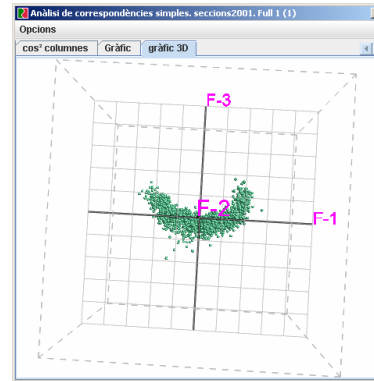 Anàlisi de correspondències simples. seccions2001. Full 1 (1)
Opcions
cos² columnes Gràfic gràfic 3D
F-3
F-2
F-1